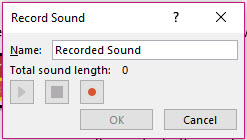 Record Sound ? ×
Name: Recorded Sound
Total sound length: 0
OK Cancel